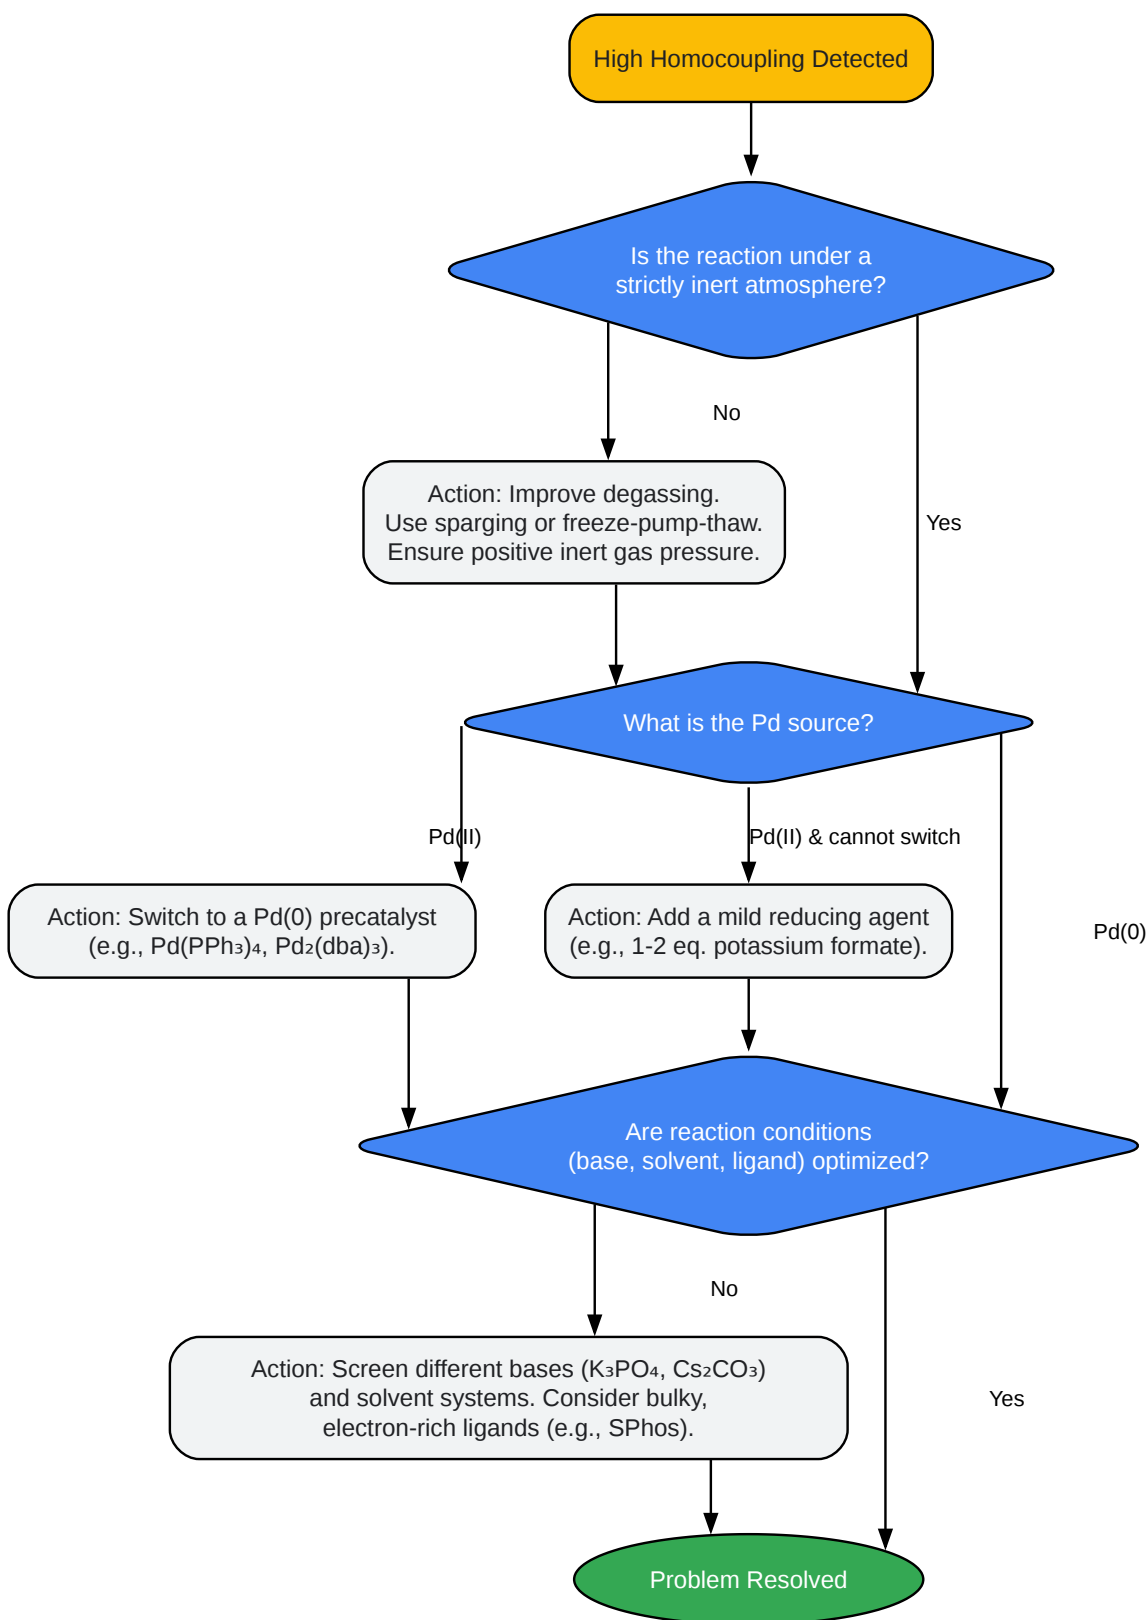 High Homocoupling Detected
Is the reaction under a
strictly inert atmosphere?
No
Action: Improve degassing.
Use sparging or freeze-pump-thaw.
Ensure positive inert gas pressure.
Yes
What is the Pd source?
Pd(II)
Pd(II) & cannot switch
Action: Switch to a Pd(0) precatalyst
(e.g., Pd(PPh₃)₄, Pd₂(dba)₃).
Action: Add a mild reducing agent
(e.g., 1-2 eq. potassium formate).
Pd(0)
Are reaction conditions
(base, solvent, ligand) optimized?
No
Action: Screen different bases (K₃PO₄, Cs₂CO₃)
and solvent systems. Consider bulky,
electron-rich ligands (e.g., SPhos).
Yes
Problem Resolved